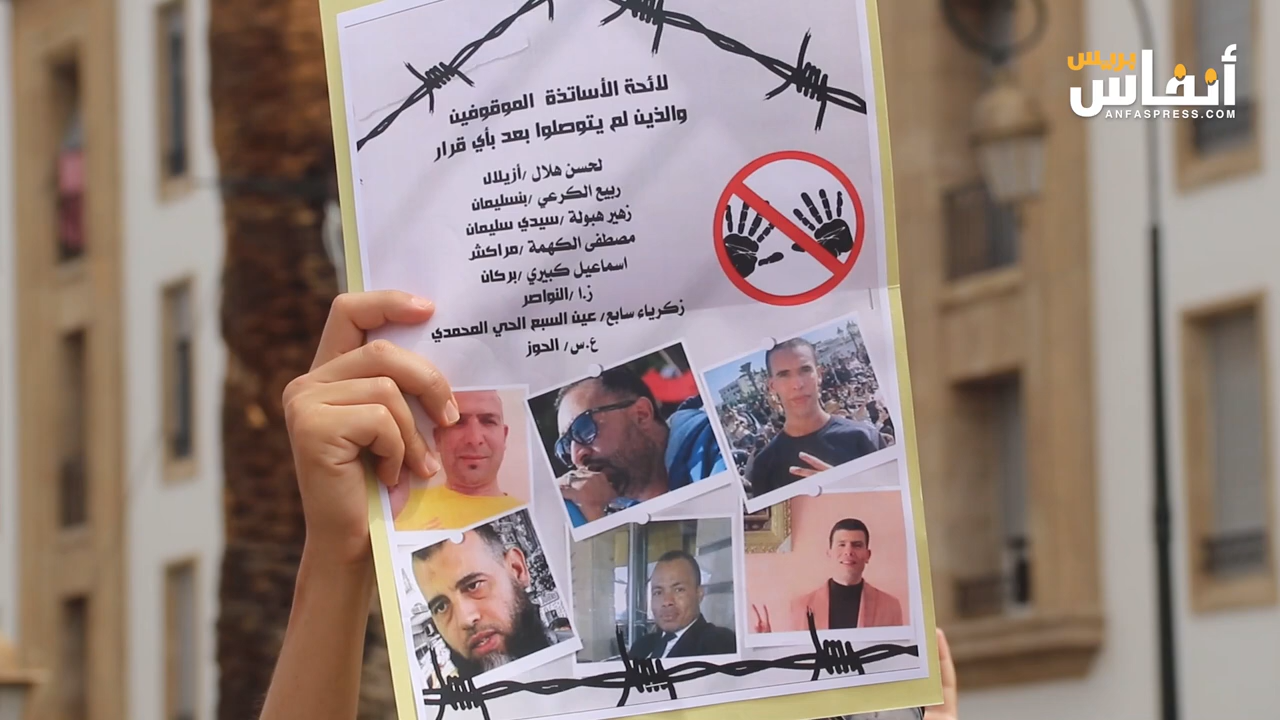 بريس
أنفاس
ANFASPRESS.COM
لائحة الأساتذة الموقوفين
والذين لم يتوصلوا بعد بأي قرار
لحسن هلال /أزيلال
ربيع الكرعي /بنسليمان
زهير هبولة /سيدي سليمان
مصطفى الكهمة /مراكش
اسماعيل كبيري /بركان
ز.ا /النواصر
زكرياء سابع/ عين السبع الحي المحمدي
ع.س/ الحوز